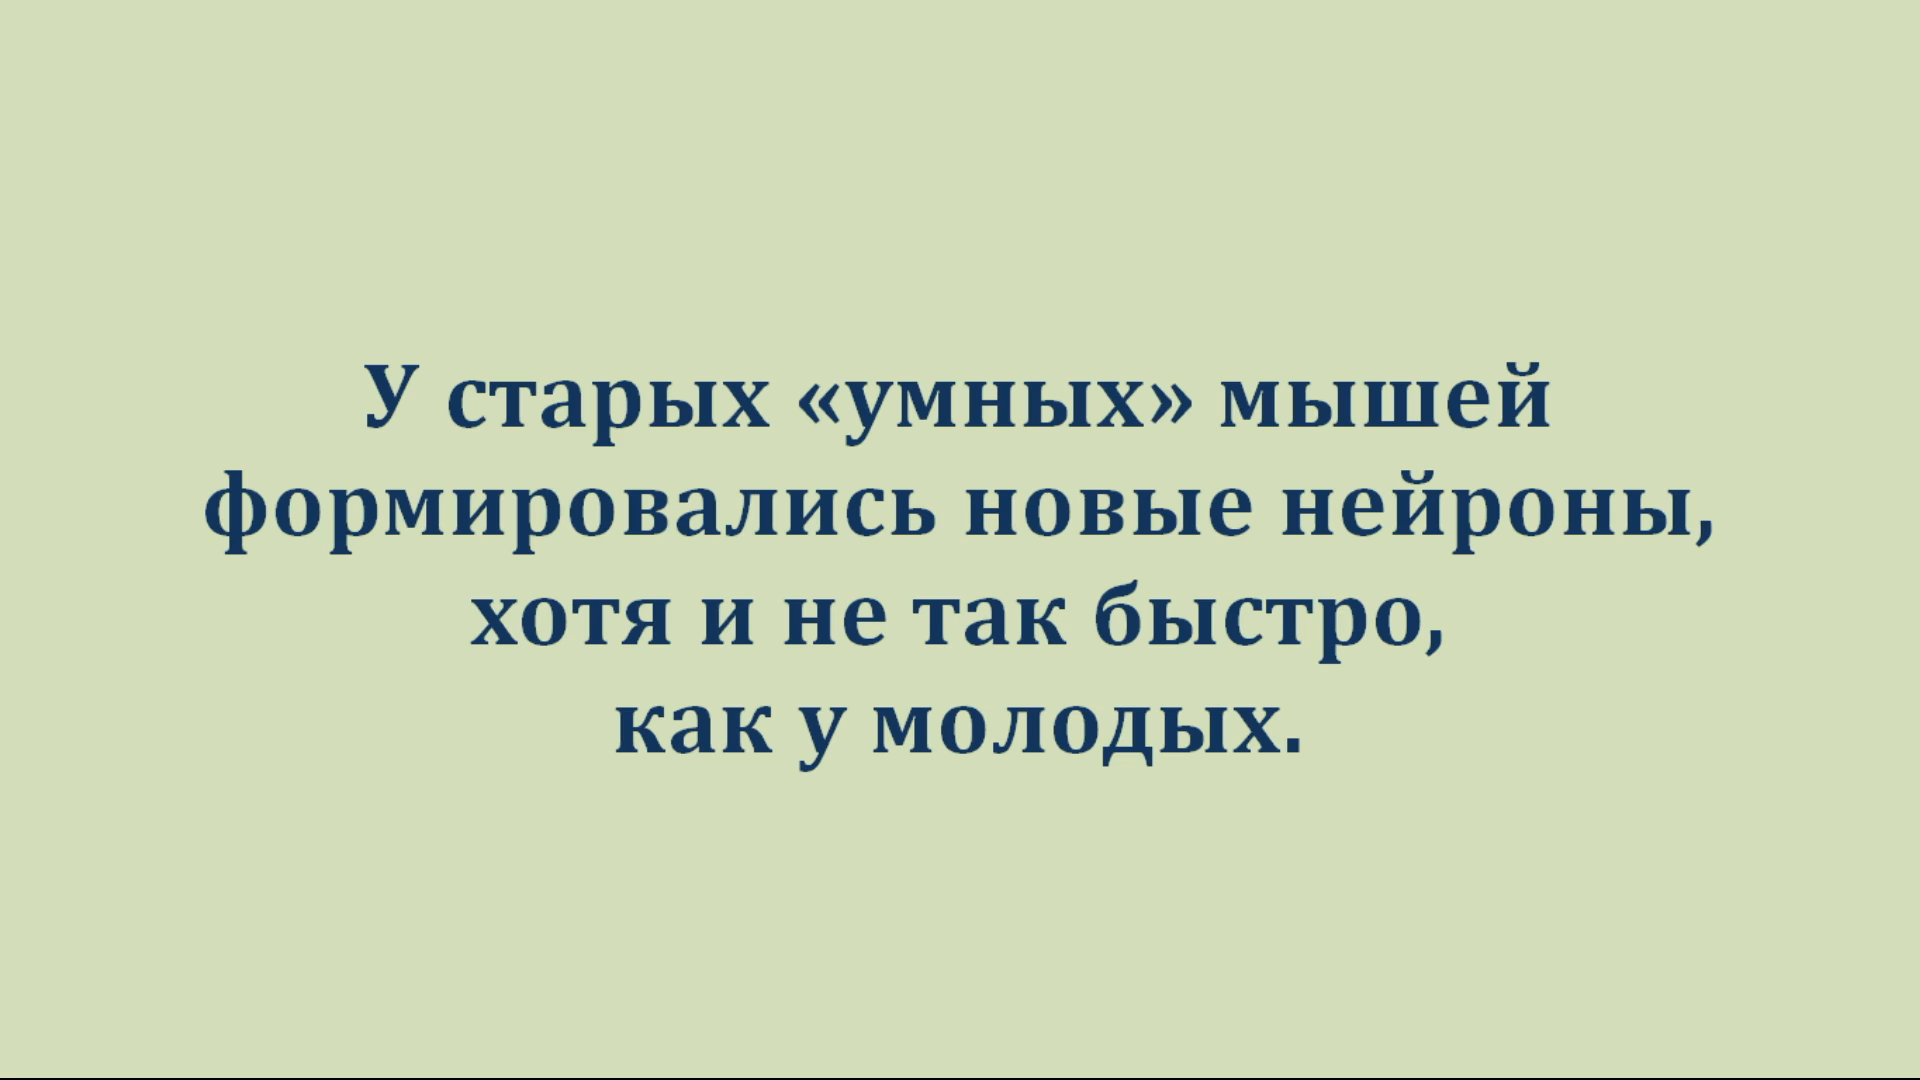 У старых «умных» мышей
формировались новые нейроны,
хотя и не так быстро,
как у молодых.